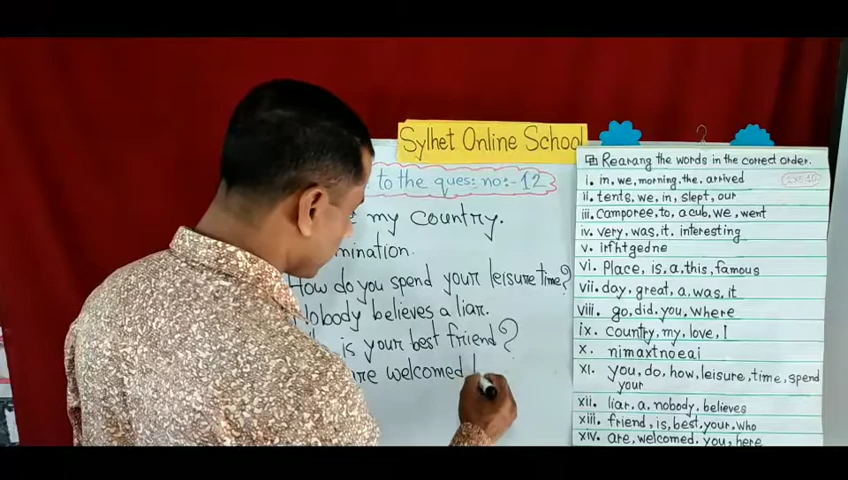 Sylhet Online School
to the ques: no:- 12
my country.
mination.
How do you spend your leisure time?
Nobody believes a liar.
is your best friend?
are welcomed
Rearang the words in the correct order.
i. in, we, morning, the, arrived
ii. tents, we, in, slept, our
iii. camporee, to, a cub, we, went
iv. very, was, it, interesting
v. irfhtgedne
vi. Place, is, a, this, famous
vii. day, great, a, was, it
viii. go, did, you, where
ix. country, my, love, I
x. nimaxtnoeai
xi. you, do, how, leisure, time, spend
your
xii. liar, a, nobody, believes
xiii. friend, is, best, your, who
xiv. are, welcomed, you, here